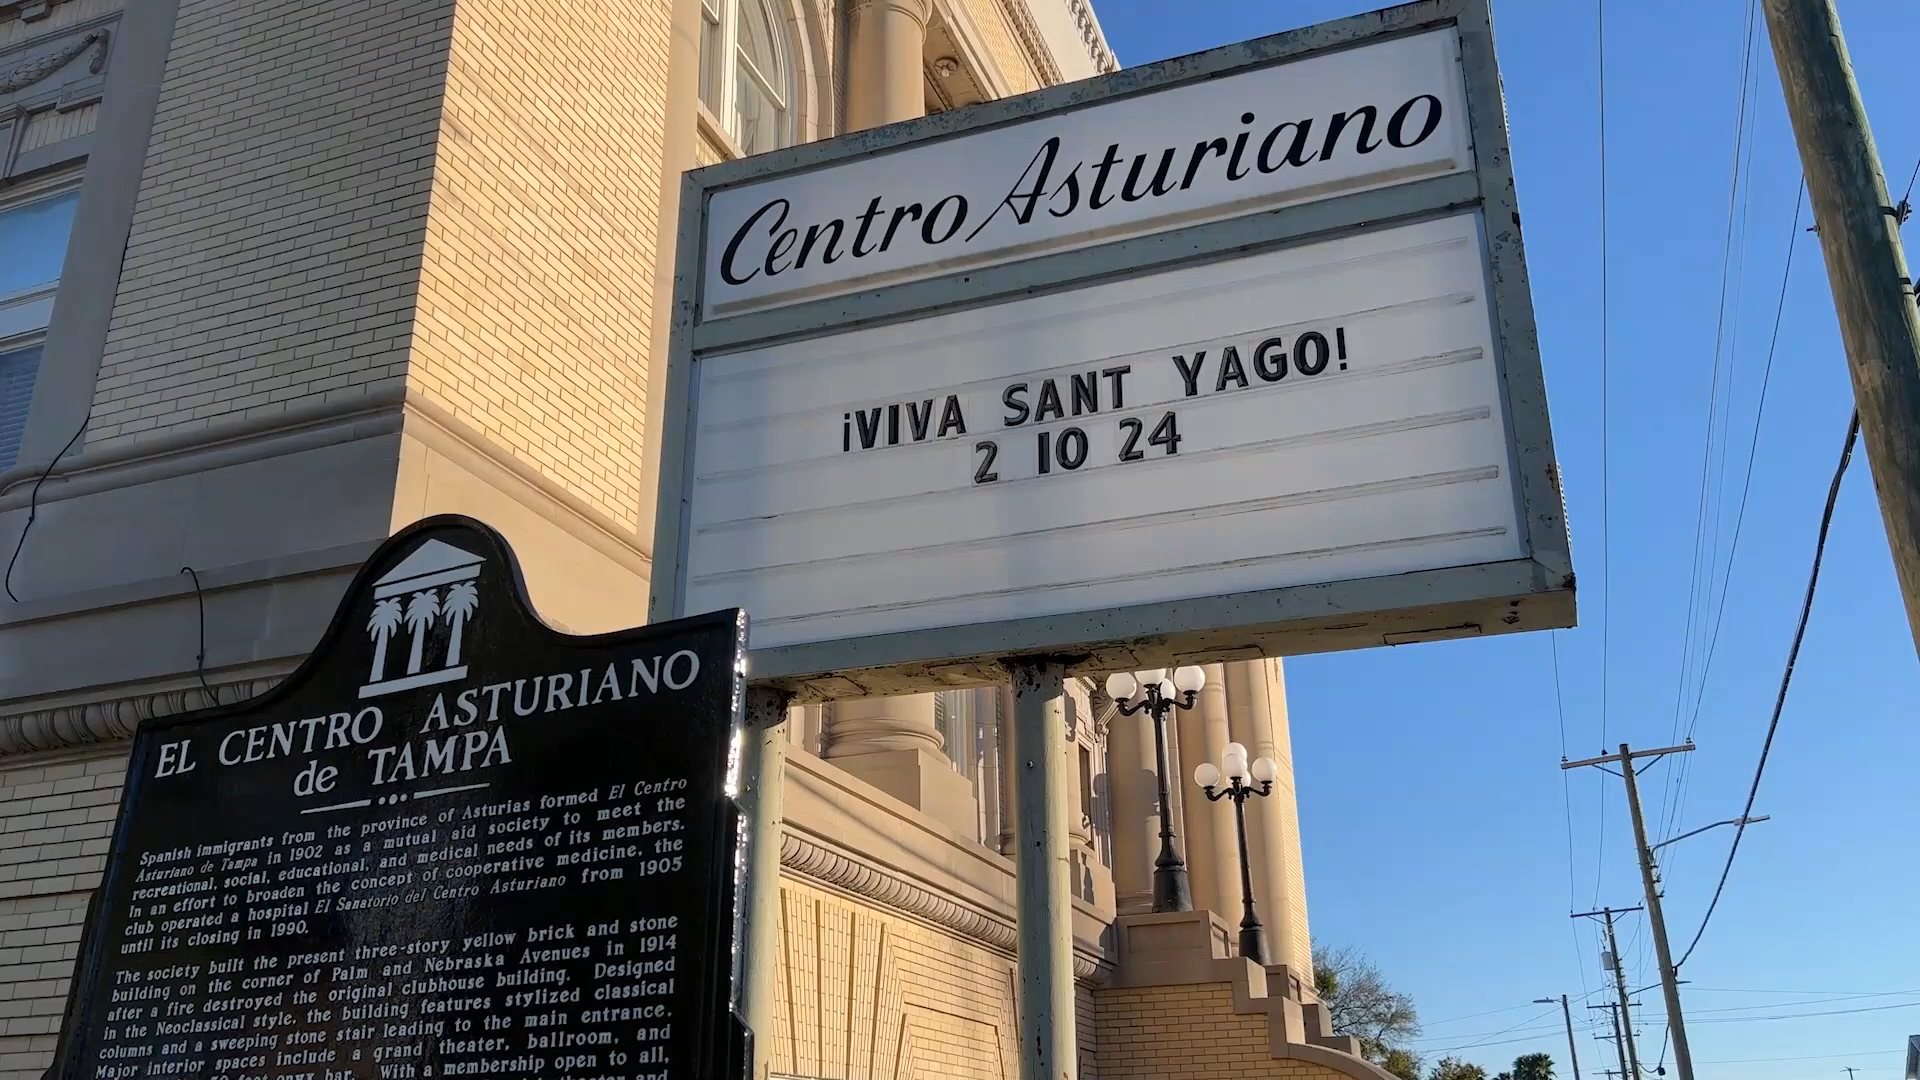 Centro Asturiano
¡VIVA SANT YAGO!
2 10 24
EL CENTRO ASTURIANO
de TAMPA
Spanish immigrants from the province of Asturias formed El Centro
Asturiano de Tampa in 1902 as a mutual aid society to meet the
recreational, social, educational, and medical needs of its members.
In an effort to broaden the concept of cooperative medicine, the
club operated a hospital El Sanatorio del Centro Asturiano from 1905
until its closing in 1990.
The society built the present three-story yellow brick and stone
building on the corner of Palm and Nebraska Avenues in 1914
after a fire destroyed the original clubhouse building. Designed
in the Neoclassical style, the building features stylized classical
columns and a sweeping stone stair leading to the main entrance.
Major interior spaces include a grand theater, ballroom, and
onyx bar. With a membership open to all,
theater and